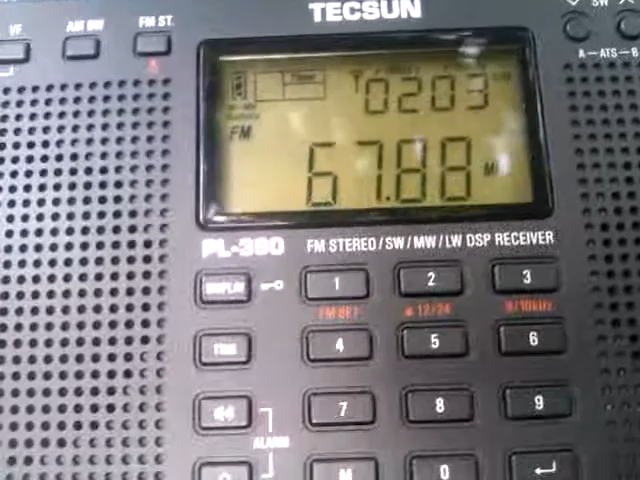 TECSUN
VF
AM BW
FM ST.
SW
A-ATS-B
T0203
FM
67.88
PL-380
FM STEREO/SW/MW/LW DSP RECEIVER
DISPLAY
1
2
3
FM SET
12/24
9/10kHz
TIME
4
5
6
7
8
9
ALARM
M
0